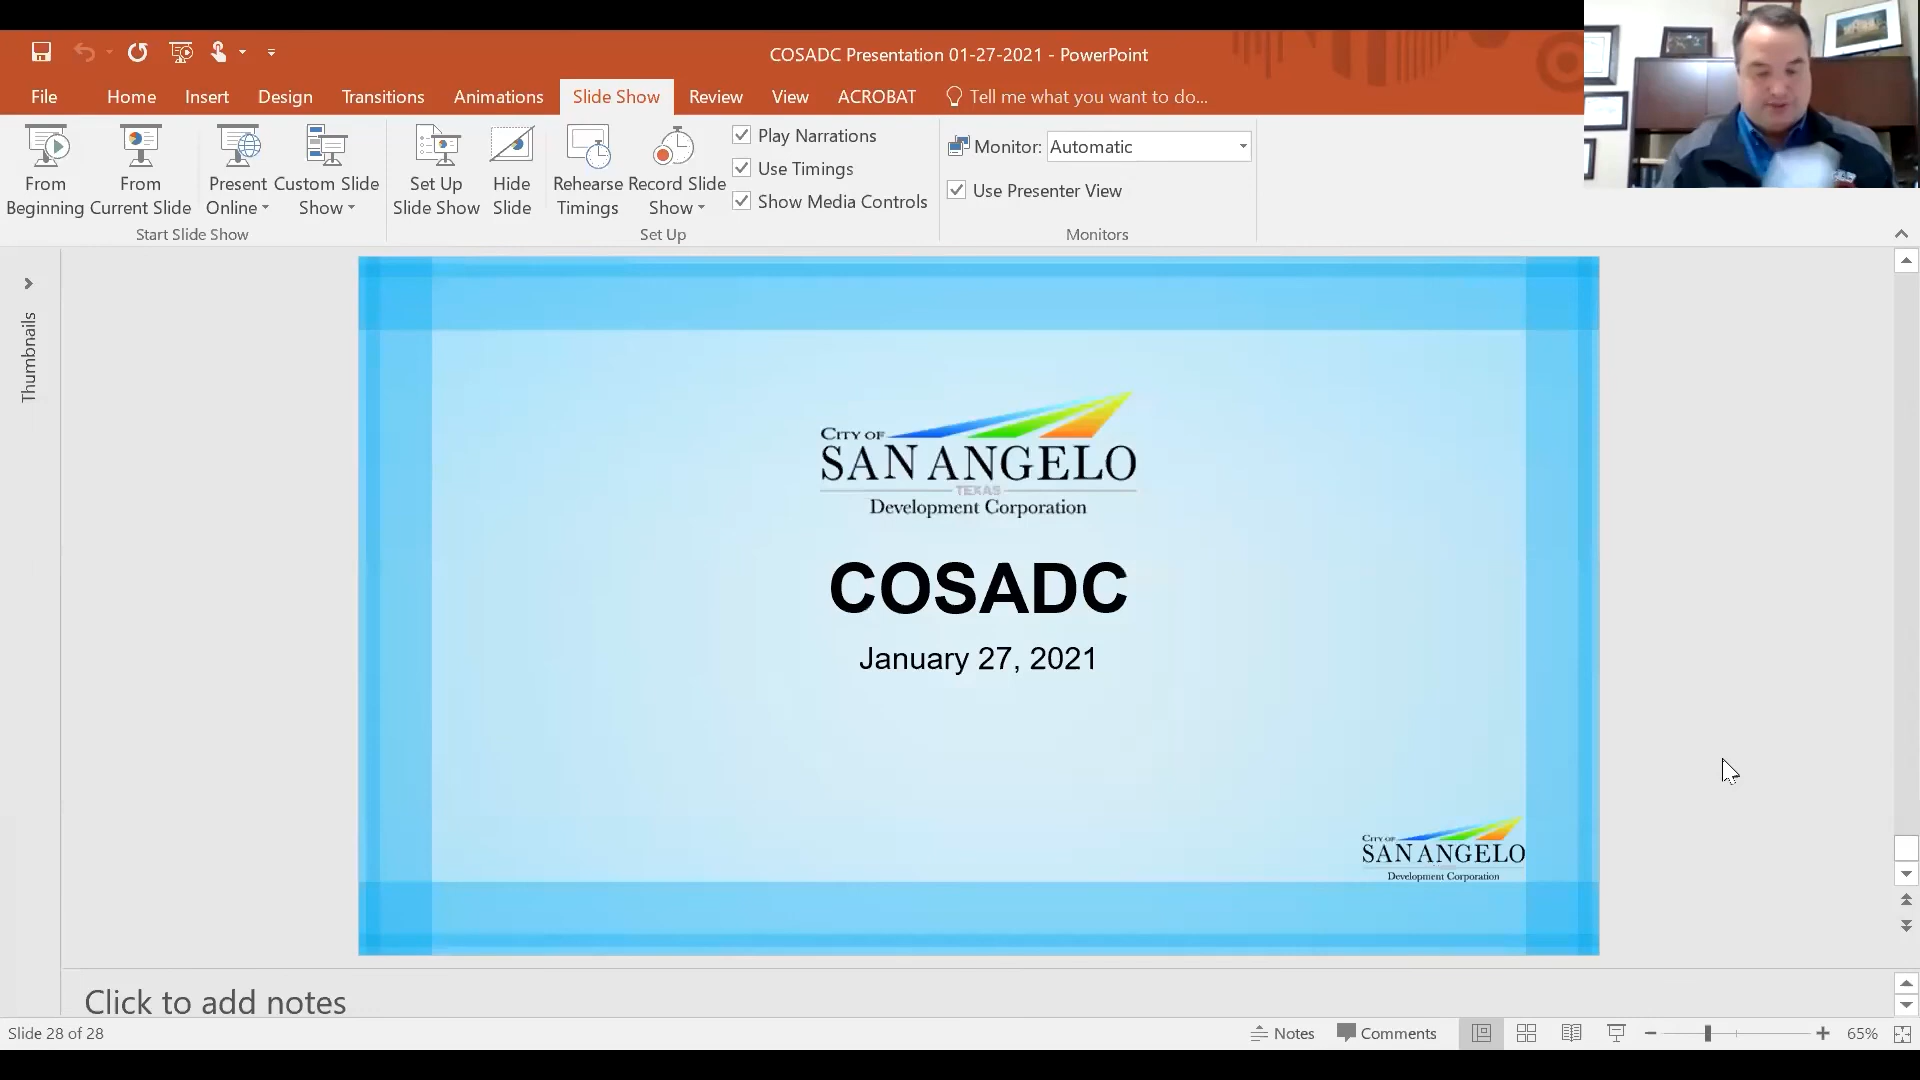 COSADC Presentation 01-27-2021 - PowerPoint
File Home Insert Design Transitions Animations Slide Show Review View ACROBAT Tell me what you want to do...
From Beginning
From Current Slide
Present Online
Custom Slide Show
Set Up Slide Show
Hide Slide
Rehearse Timings
Record Slide Show
Play Narrations
Use Timings
Show Media Controls
Monitor: Automatic
Use Presenter View
Start Slide Show
Set Up
Monitors
Thumbnails
CITY OF
SAN ANGELO
TEXAS
Development Corporation
COSADC
January 27, 2021
CITY OF
SAN ANGELO
Development Corporation
Click to add notes
Slide 28 of 28
Notes
Comments
65%